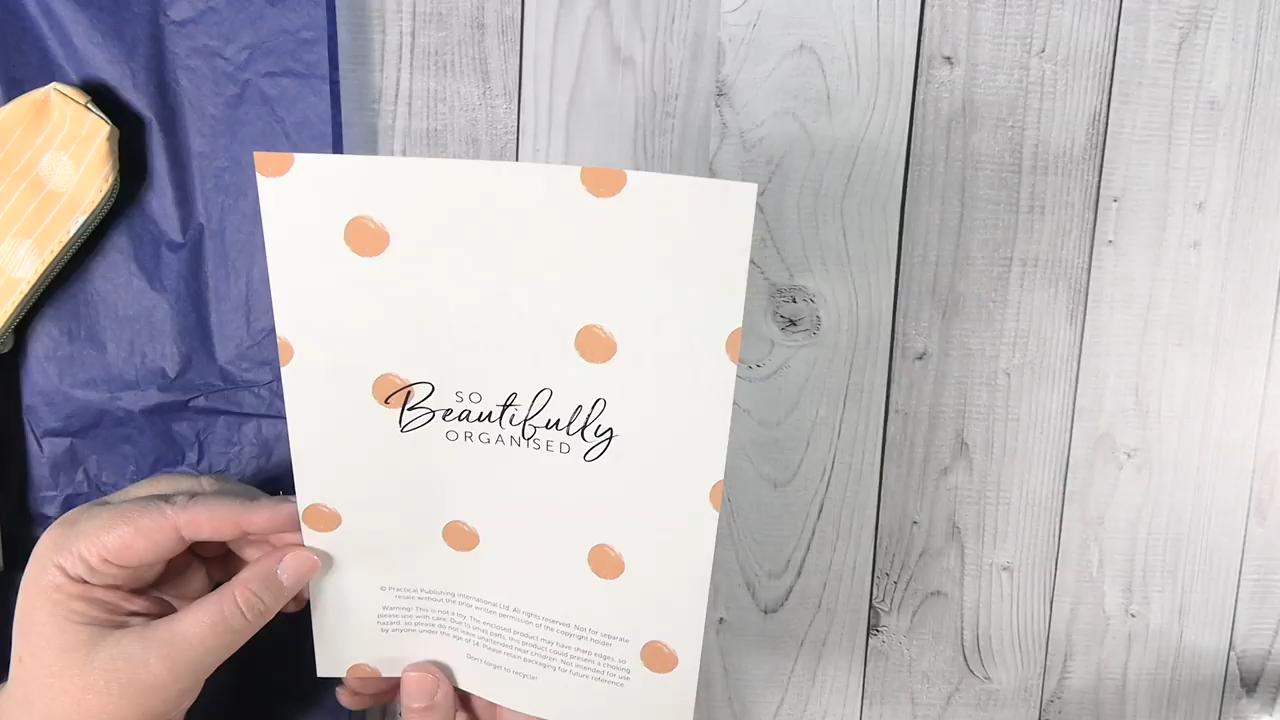 SO
Beautifully
ORGANISED
© Practical Publishing International Ltd. All rights reserved. Not for separate
resale without the prior written permission of the copyright holder
Warning! This is not a toy. The enclosed product may have sharp edges, so
please use with care. Due to small parts, this product could present a choking
hazard, so please do not leave unattended near children. Not intended for use
by anyone under the age of 14. Please retain packaging for future reference.
Don't forget to recycle!